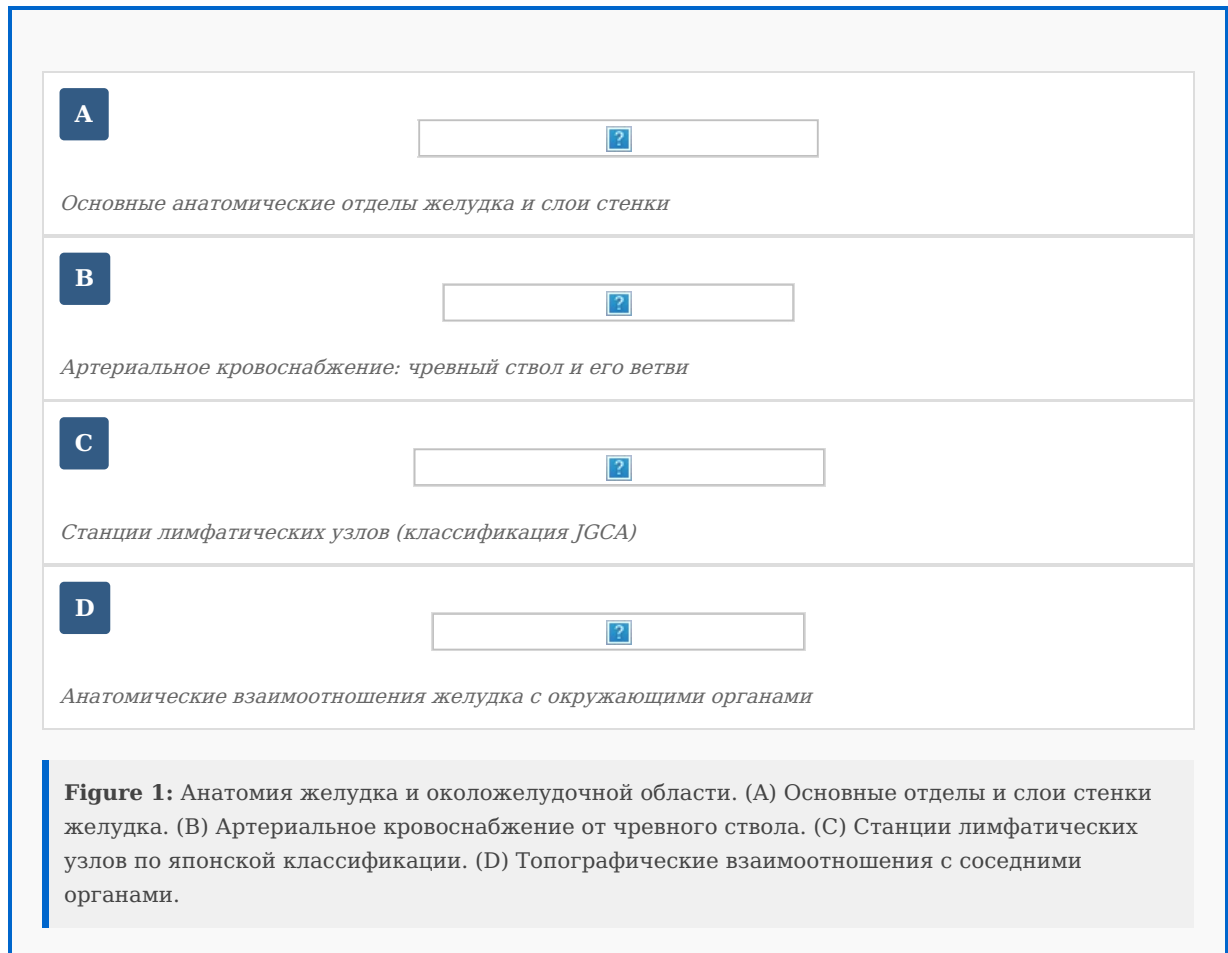 A
?
Основные анатомические отделы желудка и слои стенки
B
?
Артериальное кровоснабжение: чревный ствол и его ветви
C
?
Станции лимфатических узлов (классификация JGCA)
D
?
Анатомические взаимоотношения желудка с окружающими органами
Figure 1: Анатомия желудка и околожелудочной области. (A) Основные отделы и слои стенки
желудка. (B) Артериальное кровоснабжение от чревного ствола. (C) Станции лимфатических
узлов по японской классификации. (D) Топографические взаимоотношения с соседними
органами.